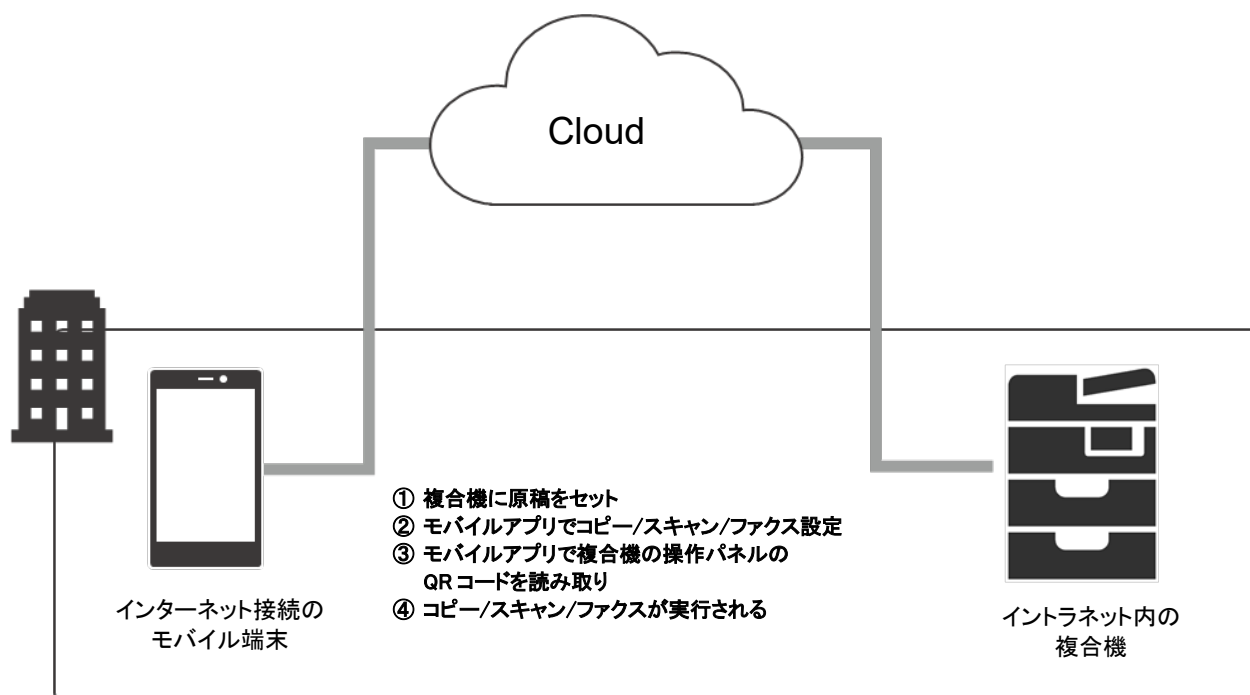 Cloud
① 複合機に原稿をセット
② モバイルアプリでコピー/スキャン/ファクス設定
③ モバイルアプリで複合機の操作パネルの
QRコードを読み取り
④ コピー/スキャン/ファクスが実行される
インターネット接続の
モバイル端末
イントラネット内の
複合機